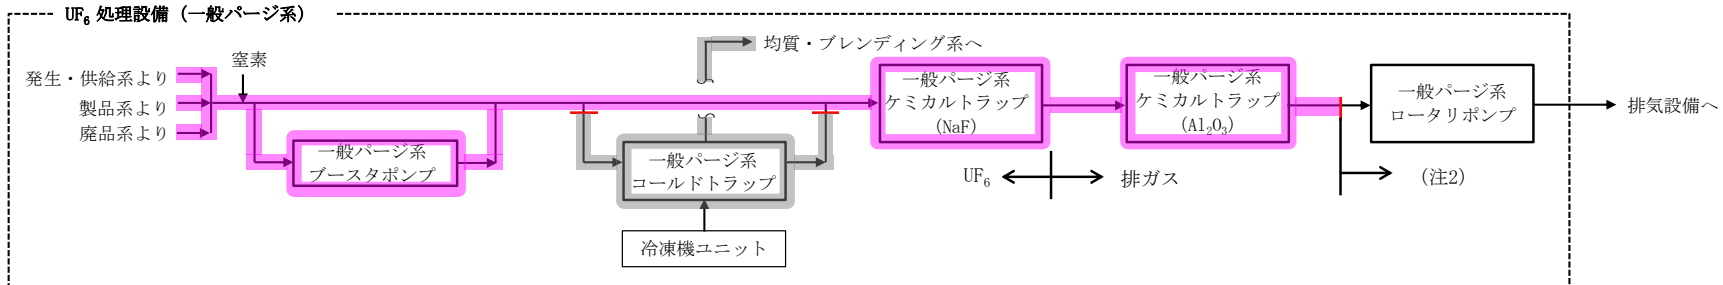 UF₆ 処理設備（一般パージ系）
均質・ブレンディング系へ
窒素
発生・供給系より
製品系より
廃品系より
一般パージ系
ブースタポンプ
一般パージ系
コールドトラップ
冷凍機ユニット
一般パージ系
ケミカルトラップ
(NaF)
一般パージ系
ケミカルトラップ
(Al₂O₃)
一般パージ系
ロータリポンプ
排気設備へ
UF₆
排ガス
（注2）